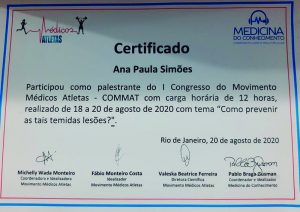 Médicos
ATLETAS
MEDICINA
DO CONHECIMENTO
Certificado
Ana Paula Simões
Participou como palestrante do I Congresso do Movimento
Médicos Atletas - COMMAT com carga horária de 12 horas,
realizado de 18 a 20 de agosto de 2020 com tema "Como prevenir
as tais temidas lesões?".
Rio de Janeiro, 20 de agosto de 2020
Michelly Wada Monteiro
Coordenadora e Idealizadora
Movimento Médicos Atletas
Fábio Monteiro Costa
Idealizador
Movimento Médicos Atletas
Valeska Beatrice Ferreira
Diretora Científica
Movimento Médicos Atletas
Pablo Braga Gusman
Coordenador e Idealizador
Medicina do Conhecimento